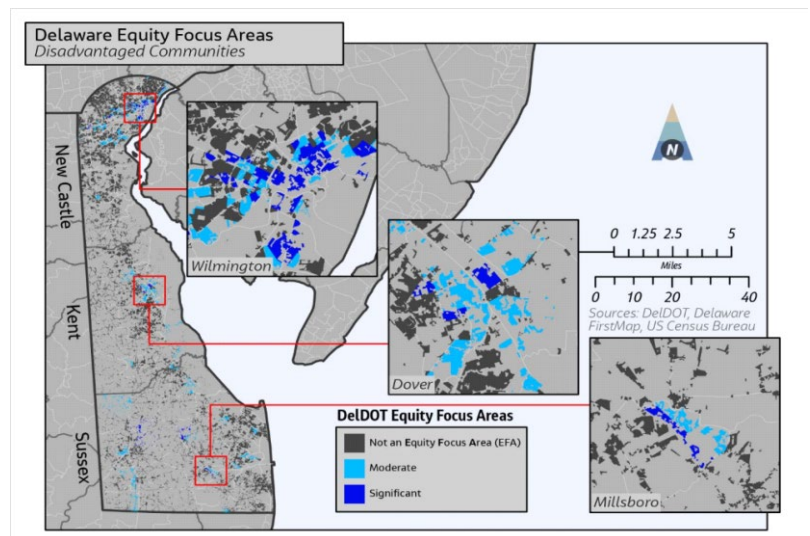 Delaware Equity Focus Areas
Disadvantaged Communities
New Castle
Kent
Sussex
Wilmington
Dover
Millsboro
N
0 1.25 2.5 5
Miles
0 10 20 40
Sources: DelDOT, Delaware
FirstMap, US Census Bureau
DelDOT Equity Focus Areas
Not an Equity Focus Area (EFA)
Moderate
Significant